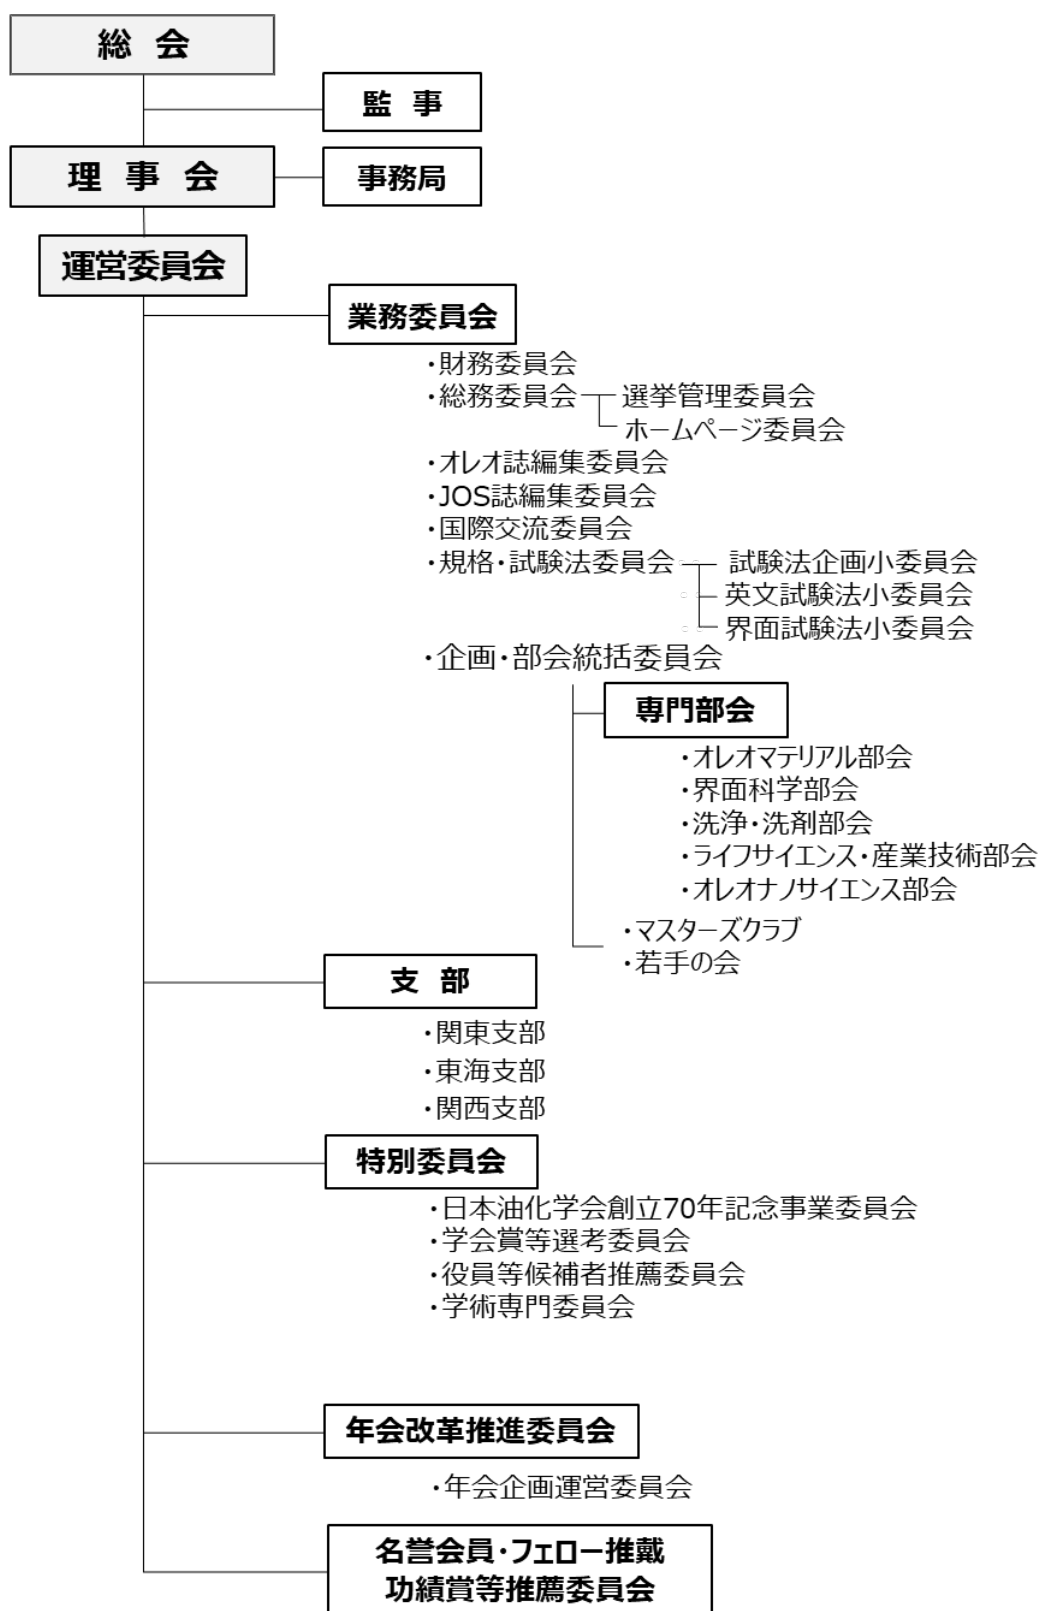 総 会
監 事
理 事 会
事務局
運営委員会
業務委員会
・財務委員会
・総務委員会
選挙管理委員会
ホームページ委員会
・オレオ誌編集委員会
・JOS誌編集委員会
・国際交流委員会
・規格・試験法委員会
試験法企画小委員会
英文試験法小委員会
界面試験法小委員会
・企画・部会統括委員会
専門部会
・オレオマテリアル部会
・界面科学部会
・洗浄・洗剤部会
・ライフサイエンス・産業技術部会
・オレオナノサイエンス部会
・マスターズクラブ
・若手の会
支 部
・関東支部
・東海支部
・関西支部
特別委員会
・日本油化学会創立70年記念事業委員会
・学会賞等選考委員会
・役員等候補者推薦委員会
・学術専門委員会
年会改革推進委員会
・年会企画運営委員会
名誉会員・フェロー推戴
功績賞等推薦委員会